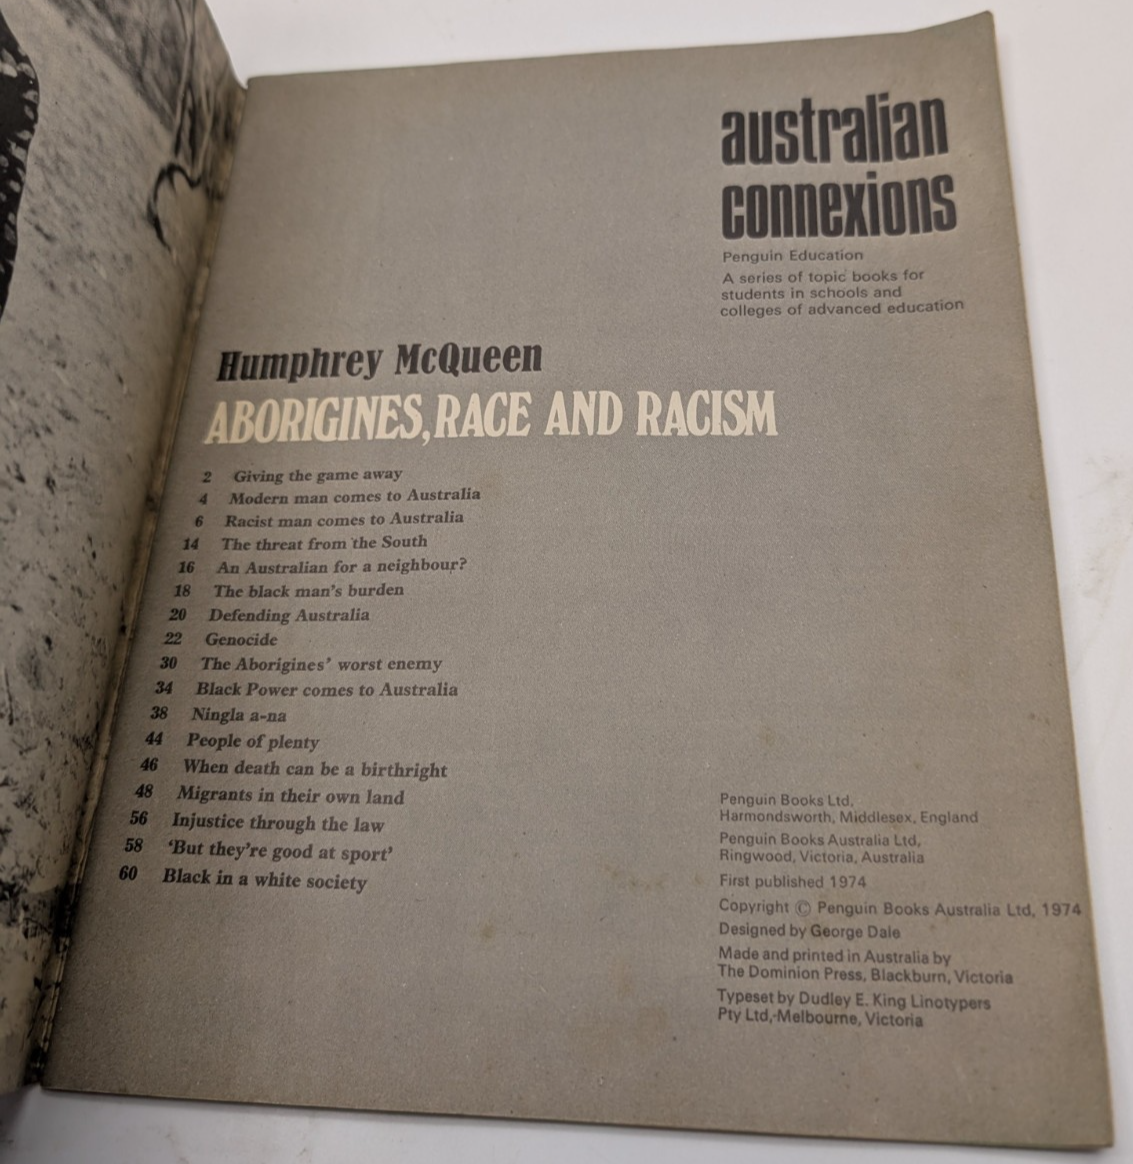 australian
connexions
Penguin Education
A series of topic books for
students in schools and
colleges of advanced education
Humphrey McQueen
ABORIGINES, RACE AND RACISM
2 Giving the game away
4 Modern man comes to Australia
6 Racist man comes to Australia
14 The threat from the South
16 An Australian for a neighbour?
18 The black man's burden
20 Defending Australia
22 Genocide
30 The Aborigines' worst enemy
34 Black Power comes to Australia
38 Ningla a-na
44 People of plenty
46 When death can be a birthright
48 Migrants in their own land
56 Injustice through the law
58 'But they're good at sport'
60 Black in a white society
Penguin Books Ltd,
Harmondsworth, Middlesex, England
Penguin Books Australia Ltd,
Ringwood, Victoria, Australia
First published 1974
Copyright © Penguin Books Australia Ltd, 1974
Designed by George Dale
Made and printed in Australia by
The Dominion Press, Blackburn, Victoria
Typeset by Dudley E. King Linotypers
Pty Ltd, Melbourne, Victoria